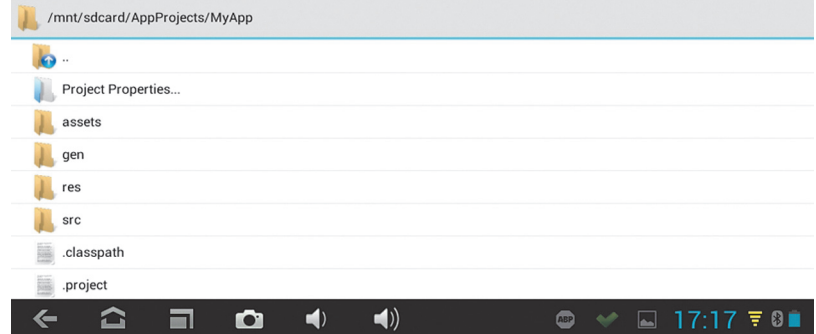 /mnt/sdcard/AppProjects/MyApp
..
Project Properties...
assets
gen
res
src
.classpath
.project
ABP 17:17